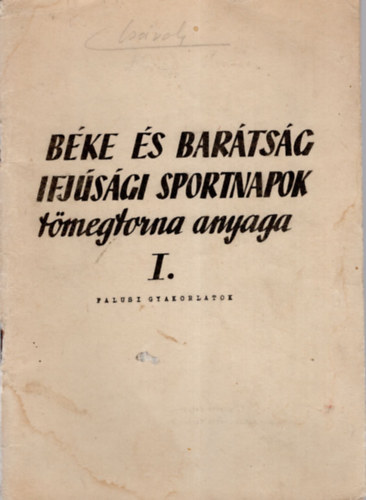 BÉKE ÉS BARÁTSÁG
IFJÚSÁGI SPORTNAPOK
tömegtorna anyaga
I.
FALUSI GYAKORLATOK